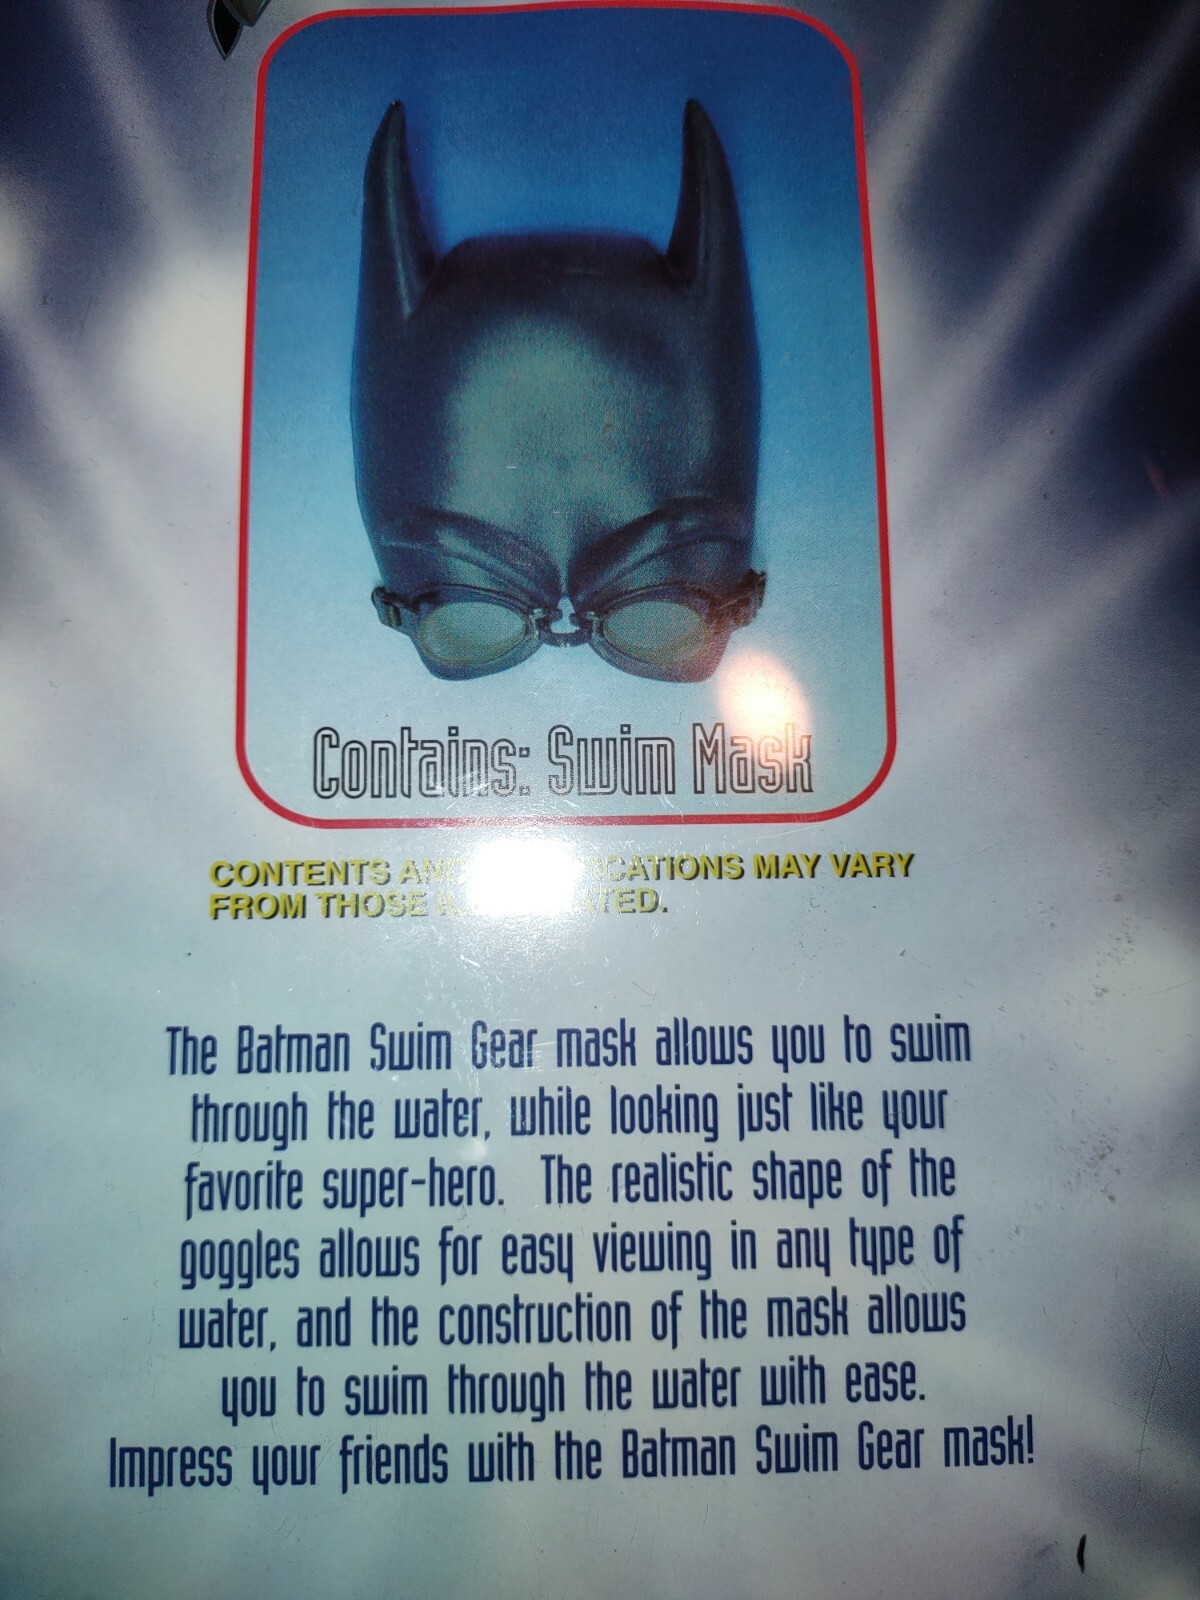 Contains: Swim Mask
CONTENTS MAY VARY
FROM THOSE
The Batman Swim Gear mask allows you to swim
through the water, while looking just like your
favorite super-hero. The realistic shape of the
goggles allows for easy viewing in any type of
water, and the construction of the mask allows
you to swim through the water with ease.
Impress your friends with the Batman Swim Gear mask!